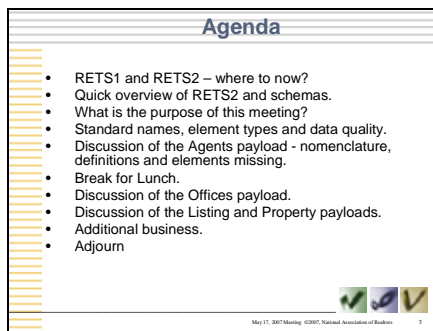 Agenda
• RETS1 and RETS2 – where to now?
• Quick overview of RETS2 and schemas.
• What is the purpose of this meeting?
• Standard names, element types and data quality.
• Discussion of the Agents payload - nomenclature,
definitions and elements missing.
• Break for Lunch.
• Discussion of the Offices payload.
• Discussion of the Listing and Property payloads.
• Additional business.
• Adjourn
May 17, 2007 Meeting ©2007, National Association of Realtors 3